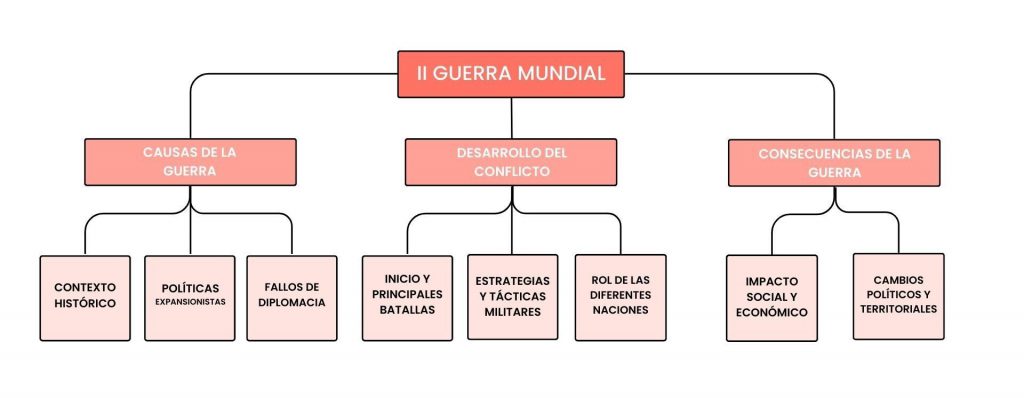 II GUERRA MUNDIAL
CAUSAS DE LA
GUERRA
DESARROLLO DEL
CONFLICTO
CONSECUENCIAS DE LA
GUERRA
CONTEXTO
HISTÓRICO
POLÍTICAS
EXPANSIONISTAS
FALLOS DE
DIPLOMACIA
INICIO Y
PRINCIPALES
BATALLAS
ESTRATEGIAS
Y TÁCTICAS
MILITARES
ROL DE LAS
DIFERENTES
NACIONES
IMPACTO
SOCIAL Y
ECONÓMICO
CAMBIOS
POLÍTICOS Y
TERRITORIALES